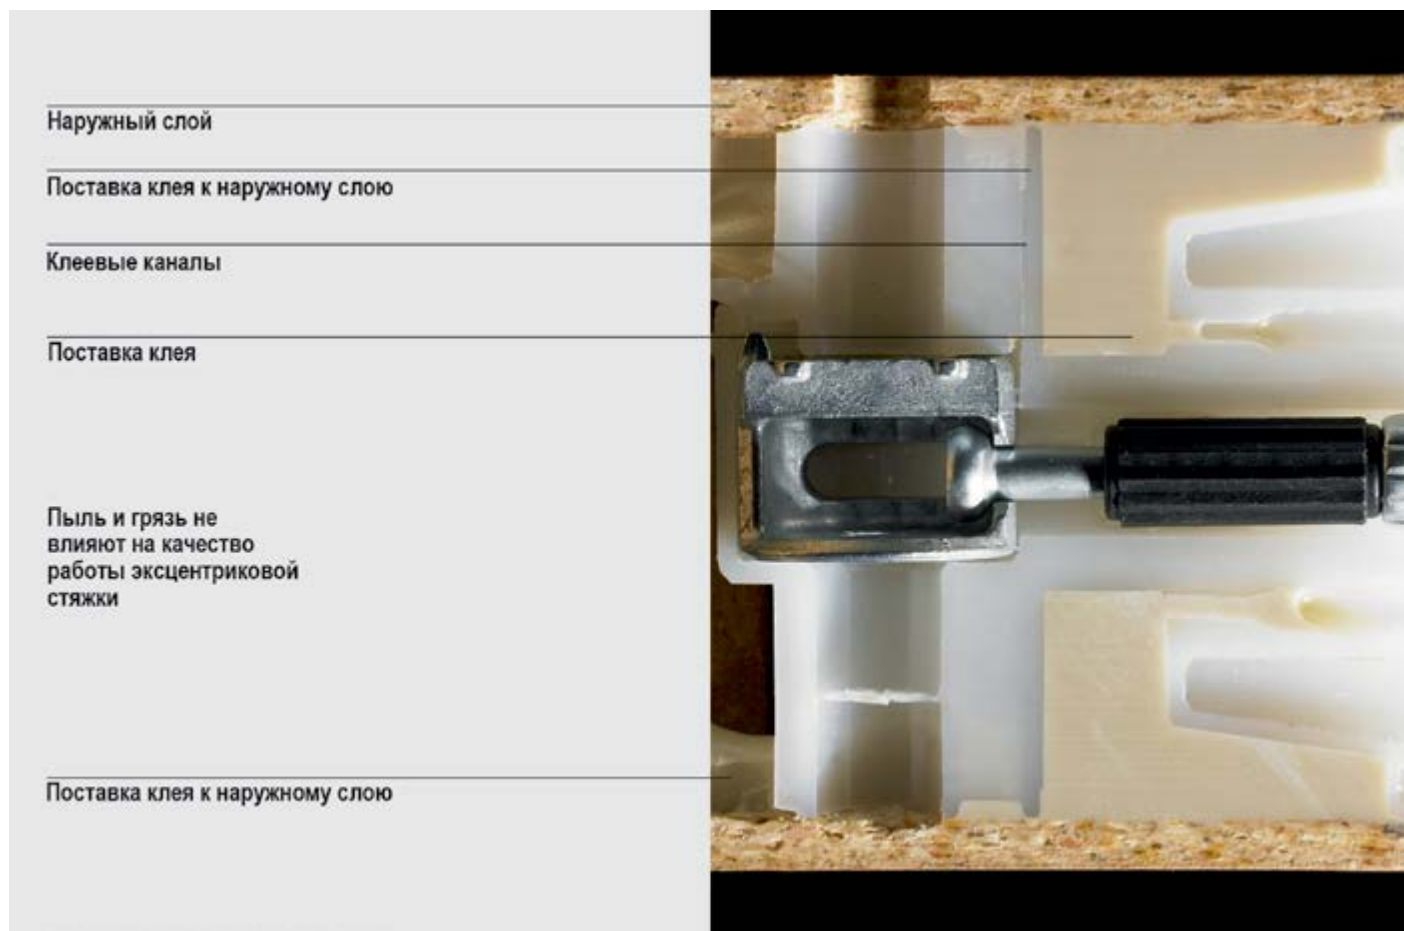 Наружный слой
Поставка клея к наружному слою
Клеевые каналы
Поставка клея
Пыль и грязь не
влияют на качество
работы эксцентриковой
стяжки
Поставка клея к наружному слою